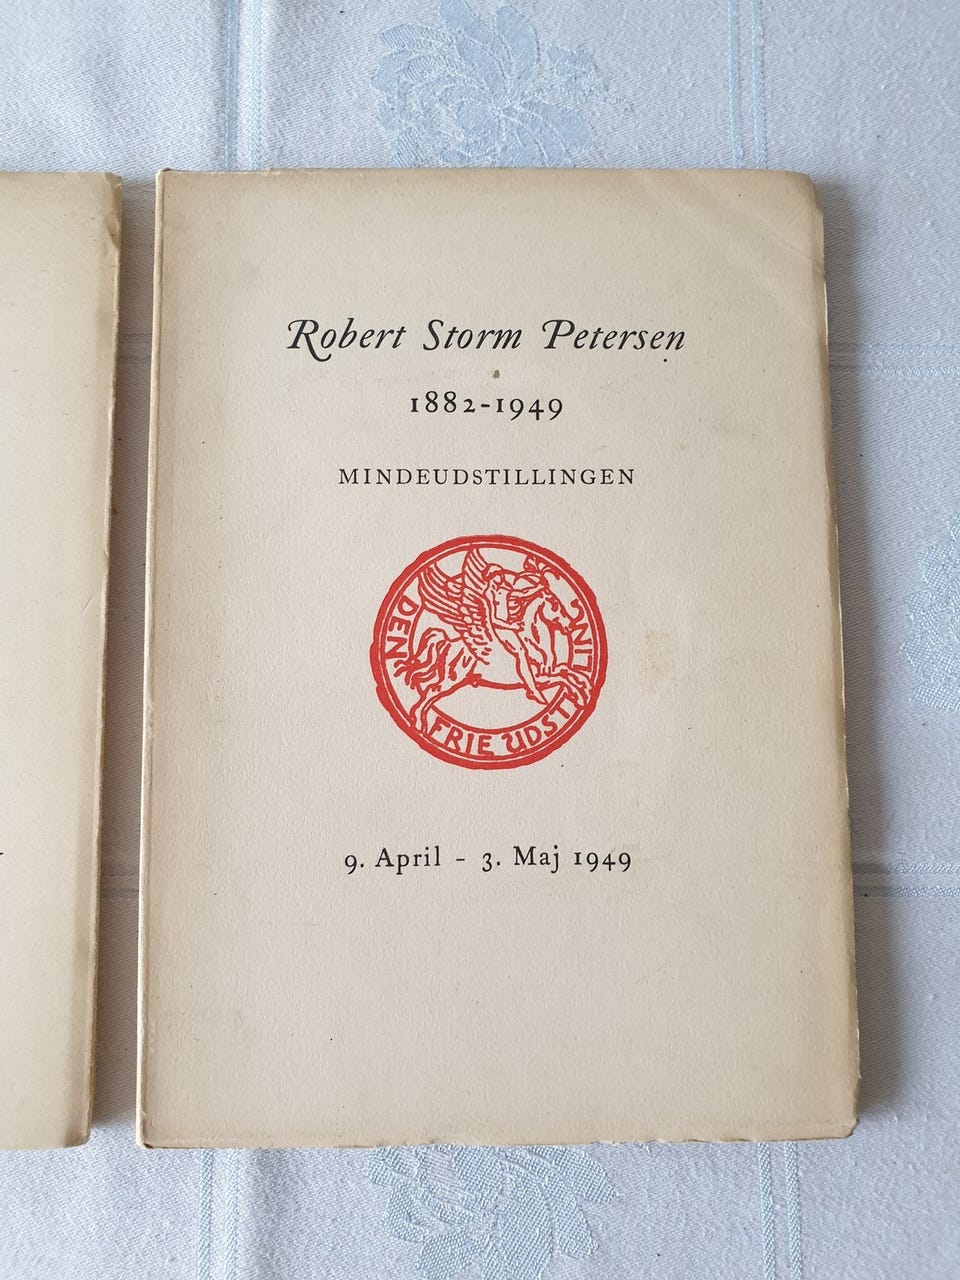 Robert Storm Petersen
1882-1949
MINDEUDSTILLINGEN
DEN FRIE UDSTILLING
9. April - 3. Maj 1949